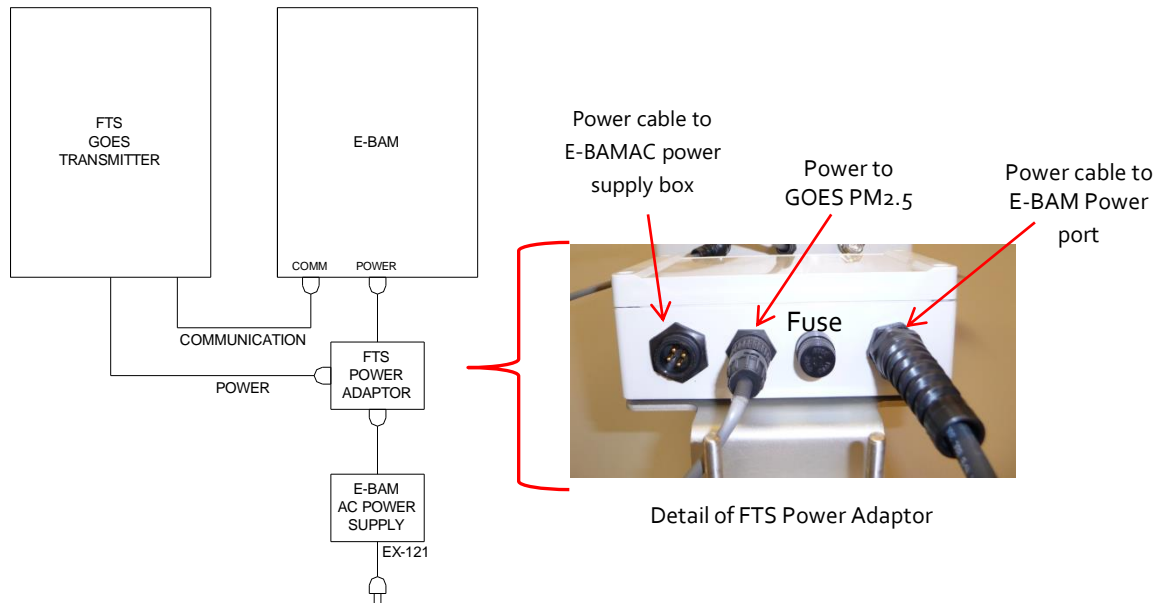 FTS
GOES
TRANSMITTER
E-BAM
COMM
POWER
COMMUNICATION
POWER
FTS
POWER
ADAPTOR
E-BAM
AC POWER
SUPPLY
EX-121
Power cable to
E-BAMAC power
supply box
Power to
GOES PM2.5
Power cable to
E-BAM Power
port
Fuse
Detail of FTS Power Adaptor